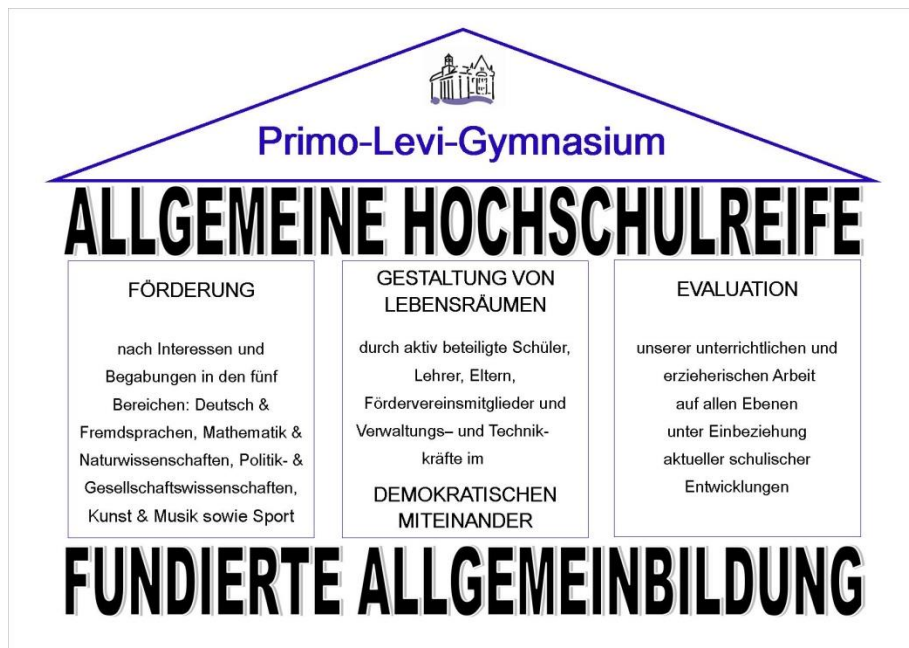 Primo-Levi-Gymnasium
ALLGEMEINE HOCHSCHULREIFE
FÖRDERUNG
nach Interessen und
Begabungen in den fünf
Bereichen: Deutsch &
Fremdsprachen, Mathematik &
Naturwissenschaften, Politik- &
Gesellschaftswissenschaften,
Kunst & Musik sowie Sport
GESTALTUNG VON
LEBENSRÄUMEN
durch aktiv beteiligte Schüler,
Lehrer, Eltern,
Fördervereinsmitglieder und
Verwaltungs– und Technik-
kräfte im
DEMOKRATISCHEN
MITEINANDER
EVALUATION
unserer unterrichtlichen und
erzieherischen Arbeit
auf allen Ebenen
unter Einbeziehung
aktueller schulischer
Entwicklungen
FUNDIERTE ALLGEMEINBILDUNG